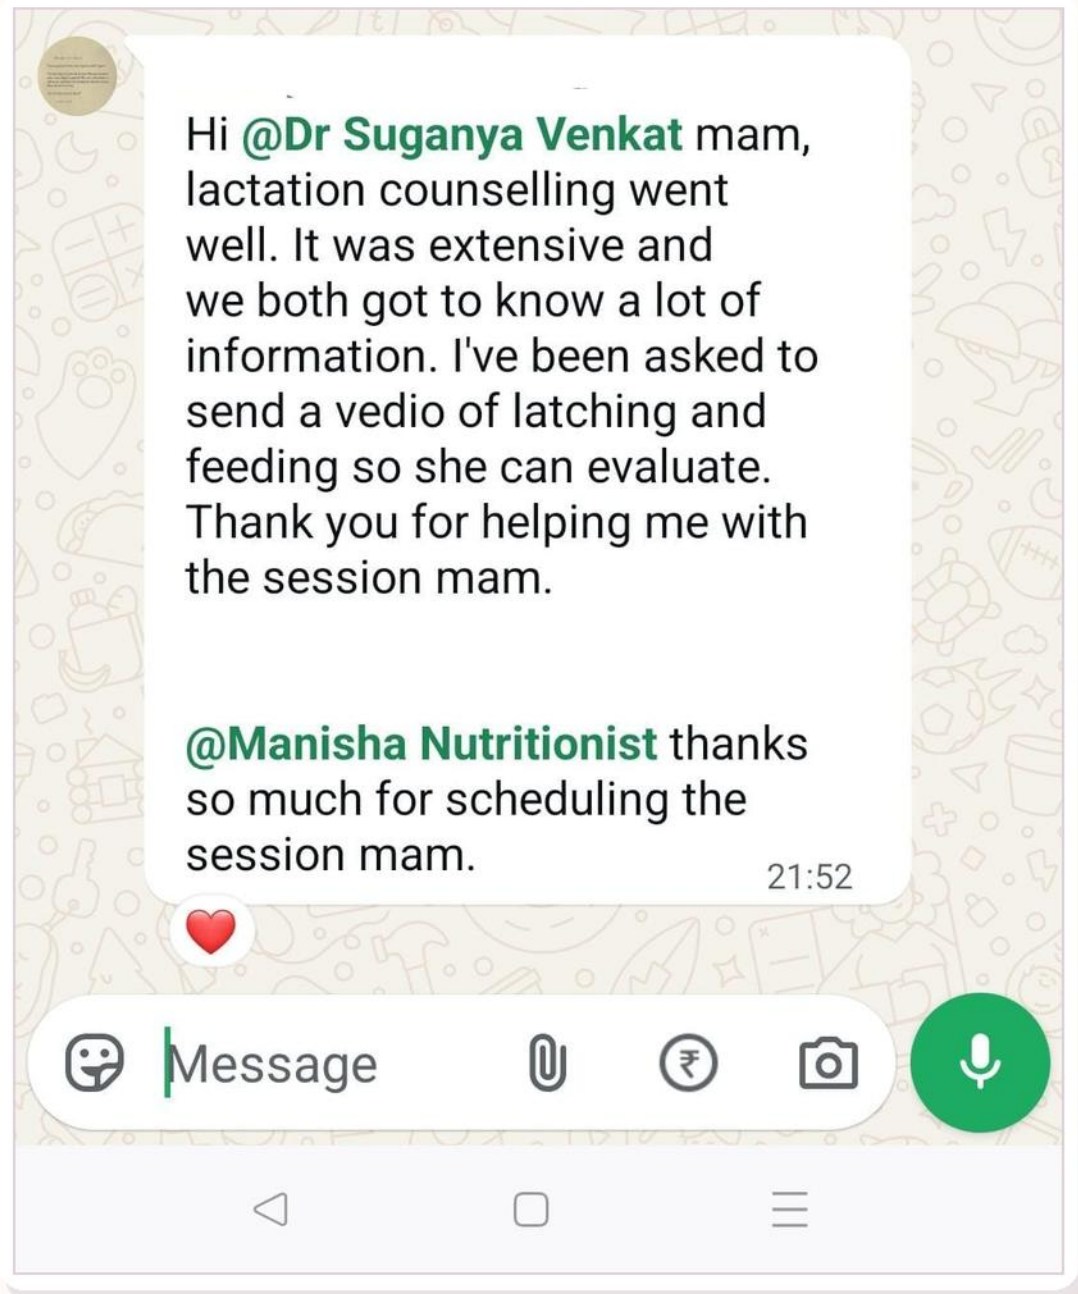 Hi @Dr Suganya Venkat mam,
lactation counselling went
well. It was extensive and
we both got to know a lot of
information. I've been asked to
send a vedio of latching and
feeding so she can evaluate.
Thank you for helping me with
the session mam.
@Manisha Nutritionist thanks
so much for scheduling the
session mam.
21:52
Message